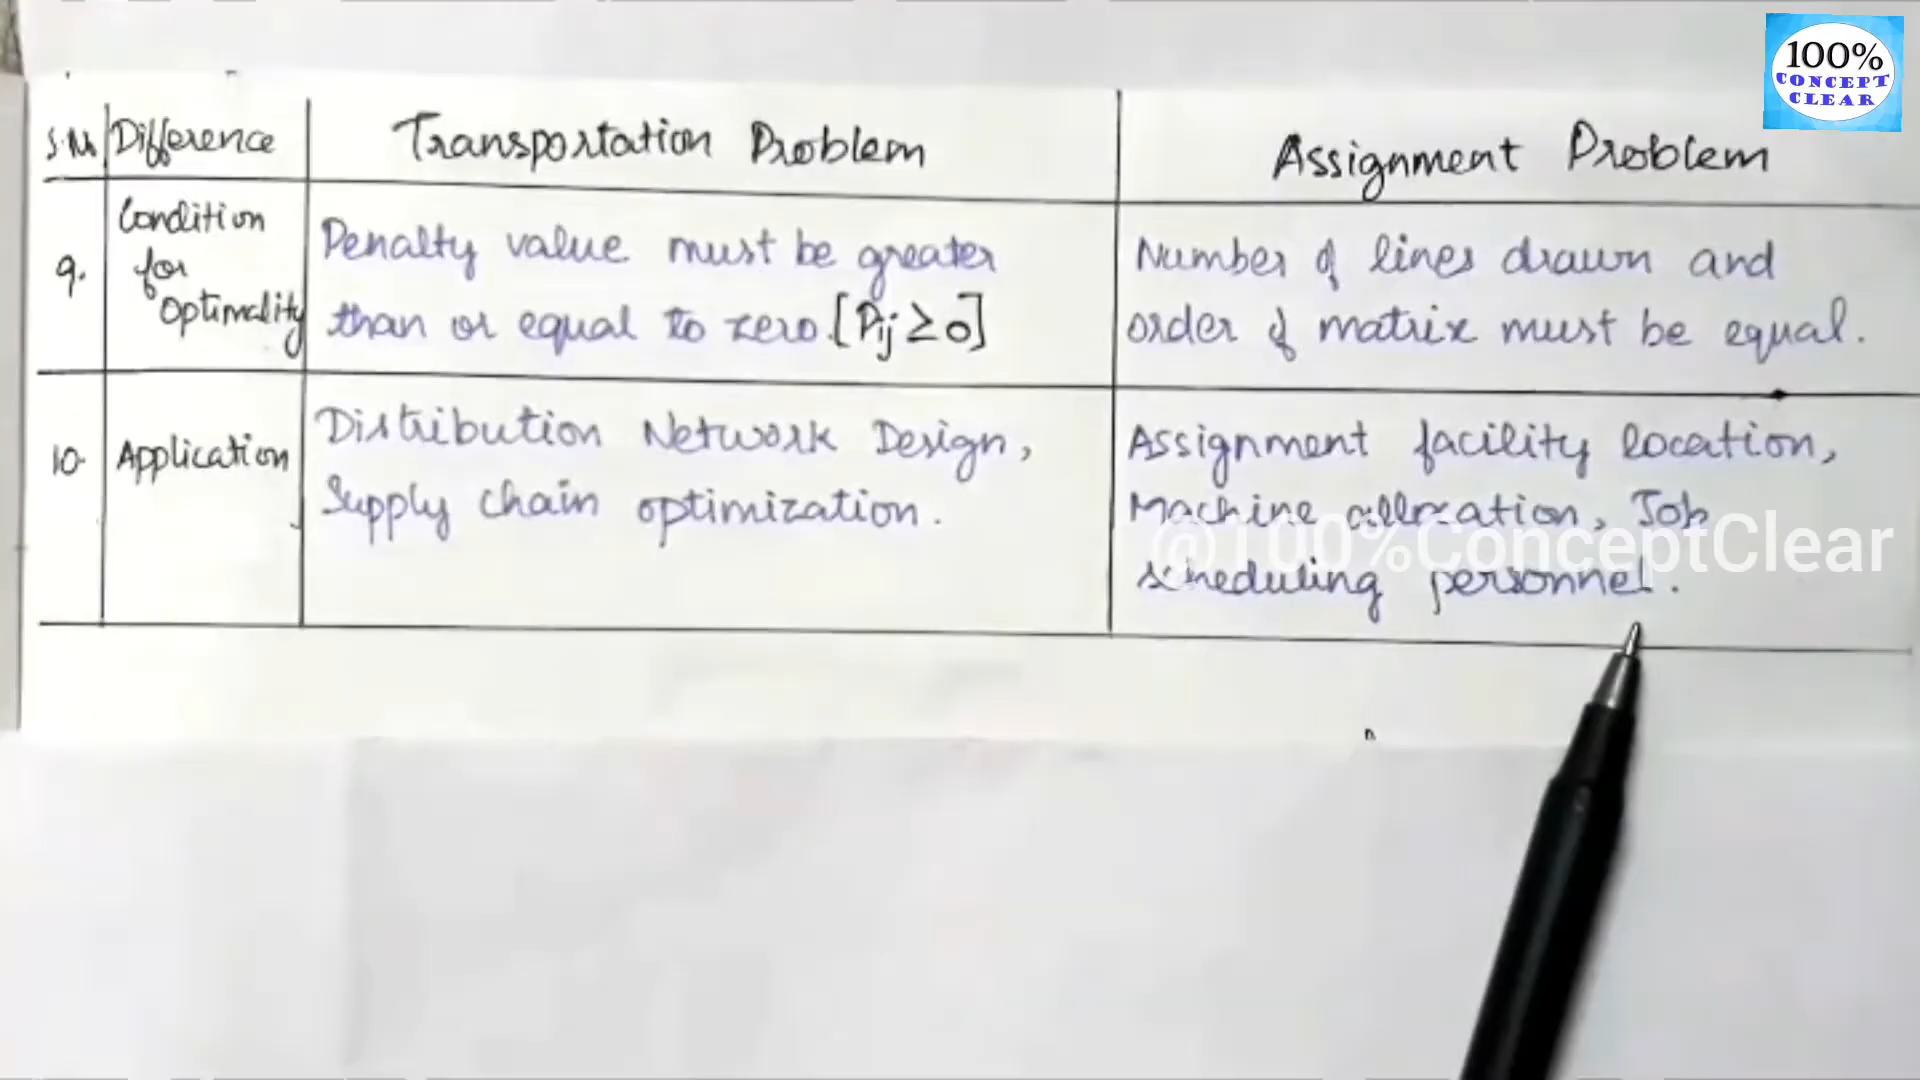 100%
CONCEPT
CLEAR
S.No Difference Transportation Problem Assignment Problem
9. Condition for Optimality
Penalty value must be greater
than or equal to zero. [Pij ≥ 0]
Number of lines drawn and
order of matrix must be equal.
10. Application
Distribution Network Design,
Supply chain optimization.
Assignment facility location,
Machine allocation, Job
scheduling personnel.
@100%ConceptClear